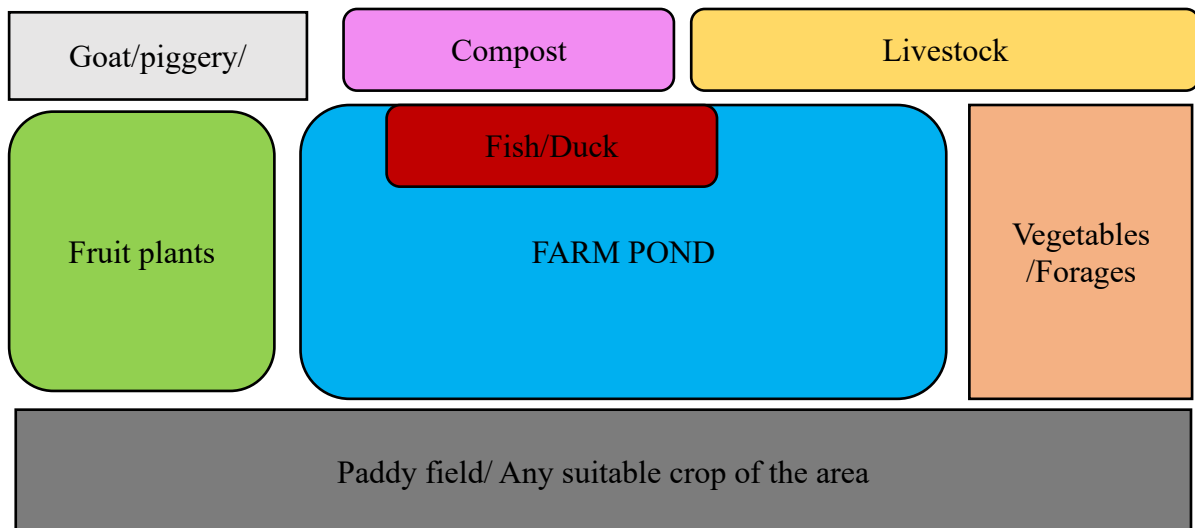 Goat/piggery/
Compost
Livestock
Fish/Duck
Fruit plants
FARM POND
Vegetables
/Forages
Paddy field/ Any suitable crop of the area